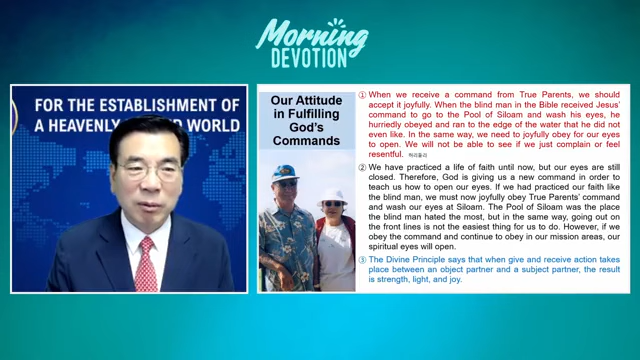 Morning
DEVOTION
FOR THE ESTABLISHMENT OF
A HEAVENLY WORLD
Our Attitude
in Fulfilling
God's
Commands
① When we receive a command from True Parents, we should
accept it joyfully. When the blind man in the Bible received Jesus'
command to go to the Pool of Siloam and wash his eyes, he
hurriedly obeyed and ran to the edge of the water that he did not
even like. In the same way, we need to joyfully obey for our eyes
to open. We will not be able to see if we just complain or feel
resentful.
② We have practiced a life of faith until now, but our eyes are still
closed. Therefore, God is giving us a new command in order to
teach us how to open our eyes. If we had practiced our faith like
the blind man, we must now joyfully obey True Parents' command
and wash our eyes at Siloam. The Pool of Siloam was the place
the blind man hated the most, but in the same way, going out on
the front lines is not the easiest thing for us to do. However, if we
obey the command and continue to obey in our mission areas, our
spiritual eyes will open.
③ The Divine Principle says that when give and receive action takes
place between an object partner and a subject partner, the result
is strength, light, and joy.